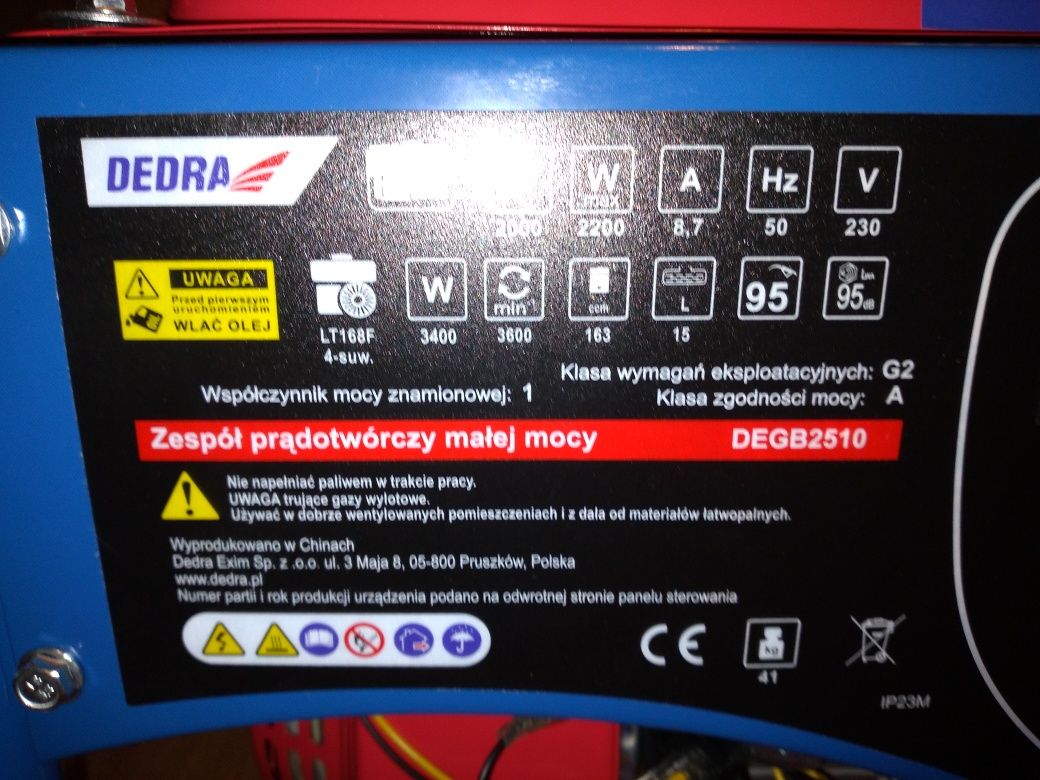 DEDRA
W max A Hz V
2000 2200 8,7 50 230
UWAGA
Przed pierwszym
uruchomieniem
WLAĆ OLEJ
W min⁻¹ ccm L 95 Lwa 95dB
LT168F 3400 3600 163 15
4-suw.
Klasa wymagań eksploatacyjnych: G2
Współczynnik mocy znamionowej: 1
Klasa zgodności mocy: A
Zespół prądotwórczy małej mocy DEGB2510
Nie napełniać paliwem w trakcie pracy.
UWAGA trujące gazy wylotowe.
Używać w dobrze wentylowanych pomieszczeniach i z dala od materiałów łatwopalnych.
Wyprodukowano w Chinach
Dedra Exim Sp. z .o.o. ul. 3 Maja 8, 05-800 Pruszków, Polska
www.dedra.pl
Numer partii i rok produkcji urządzenia podano na odwrotnej stronie panelu sterowania
CE kg
41
IP23M